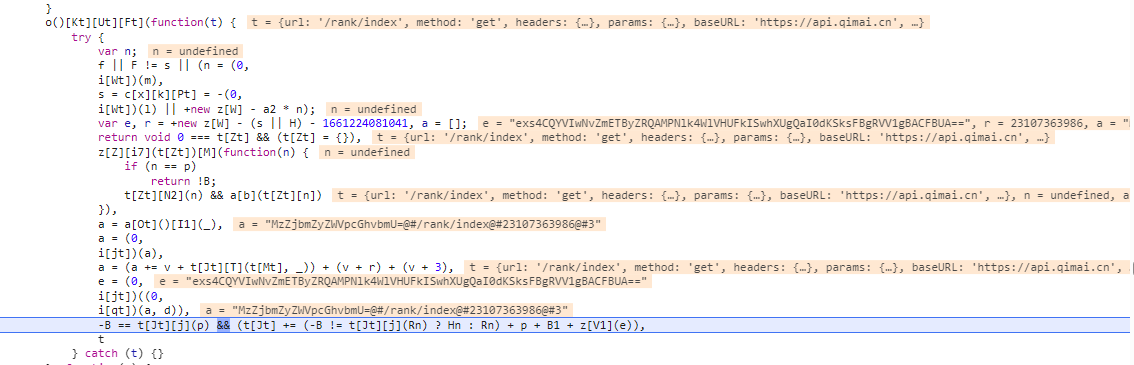 }
o()[Kt][Ut][Ft](function(t) { t = {url: '/rank/index', method: 'get', headers: {…}, params: {…}, baseURL: 'https://api.qimai.cn', …}
try {
var n; n = undefined
f || F != s || (n = (0,
i[Wt])(m),
s = c[x][k][Pt] = -(0,
i[Wt])(l) || +new z[W] - a2 * n); n = undefined
var e, r = +new z[W] - (s || H) - 1661224081041, a = []; e = "exs4CQYVIwNvZmETByZRQAMPNlk4WlVHUFkISwhXUgQaI0dKSksFBgRVV1gBACFBUA==", r = 23107363986, a = "
return void 0 === t[Zt] && (t[Zt] = {}), t = {url: '/rank/index', method: 'get', headers: {…}, params: {…}, baseURL: 'https://api.qimai.cn', …}
z[Z][i7](t[Zt])[M](function(n) { n = undefined
if (n == p)
return !B;
t[Zt][N2](n) && a[b](t[Zt][n]) t = {url: '/rank/index', method: 'get', headers: {…}, params: {…}, baseURL: 'https://api.qimai.cn', …}, n = undefined, a
}),
a = a[Ot]()[I1](_), a = "MzZjbmZyZWVpcGhvbmU=@#/rank/index@#23107363986@#3"
a = (0,
i[jt])(a),
a = (a += v + t[Jt][T](t[Mt], _)) + (v + r) + (v + 3), t = {url: '/rank/index', method: 'get', headers: {…}, params: {…}, baseURL: 'https://api.qimai.cn',
e = (0, e = "exs4CQYVIwNvZmETByZRQAMPNlk4WlVHUFkISwhXUgQaI0dKSksFBgRVV1gBACFBUA=="
i[jt])((0,
i[qt])(a, d)), a = "MzZjbmZyZWVpcGhvbmU=@#/rank/index@#23107363986@#3"
-B == t[Jt][j](p) && (t[Jt] += (-B != t[Jt][j](Rn) ? Hn : Rn) + p + B1 + z[V1](e)),
t
} catch (t) {}